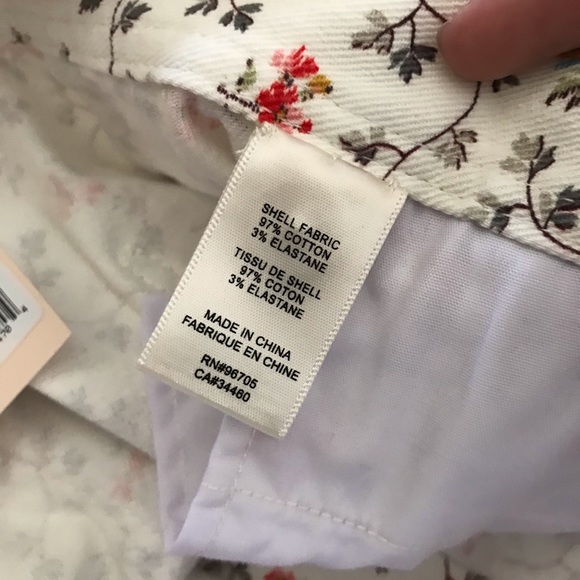 SHELL FABRIC
97% COTTON
3% ELASTANE
TISSU DE SHELL
97% COTON
3% ELASTANE
MADE IN CHINA
FABRIQUE EN CHINE
RN#96705
CA#34460